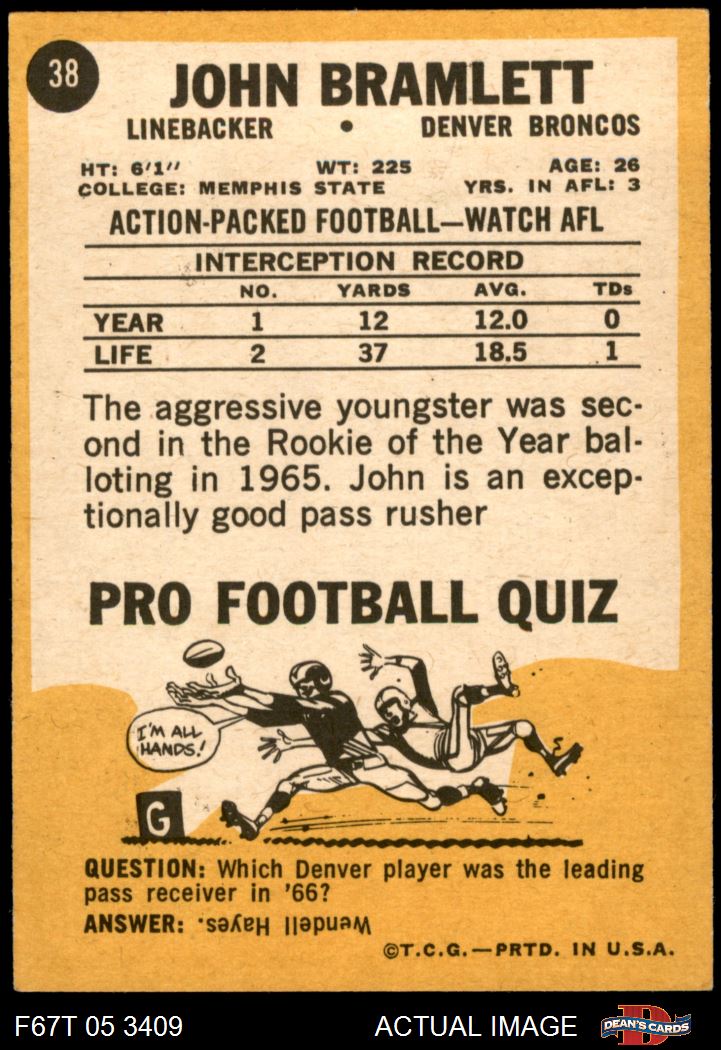 38
JOHN BRAMLETT
LINEBACKER • DENVER BRONCOS
HT: 6'1" WT: 225 AGE: 26
COLLEGE: MEMPHIS STATE YRS. IN AFL: 3
ACTION-PACKED FOOTBALL—WATCH AFL
INTERCEPTION RECORD
NO. YARDS AVG. TDs
YEAR 1 12 12.0 0
LIFE 2 37 18.5 1
The aggressive youngster was sec-
ond in the Rookie of the Year bal-
loting in 1965. John is an excep-
tionally good pass rusher
PRO FOOTBALL QUIZ
I'M ALL
HANDS!
G
QUESTION: Which Denver player was the leading
pass receiver in '66?
ANSWER: Wendell Hayes.
©T.C.G.—PRTD. IN U.S.A.
F67T 05 3409 ACTUAL IMAGE D DEAN'S CARDS